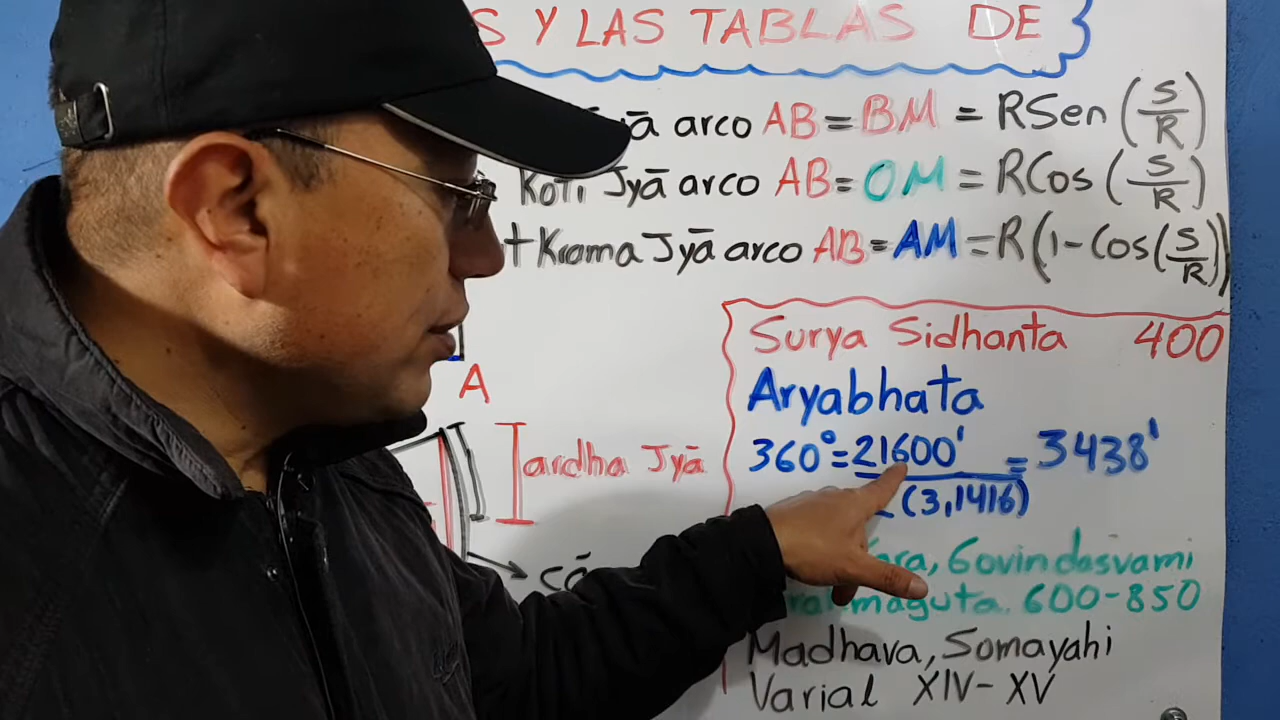 Y LAS TABLAS DE
arco AB = BM = RSen (S/R)
Koti Jyā arco AB = OM = RCos (S/R)
Krama Jyā arco AB = AM = R(1-Cos(S/R))
Surya Sidhanta 400
A
Aryabhata
360° = 21600' = 3438'
ardha Jyā
(3,1416)
Govindasvami
600-850
Madhava, Somayahi
Varial XIV-XV